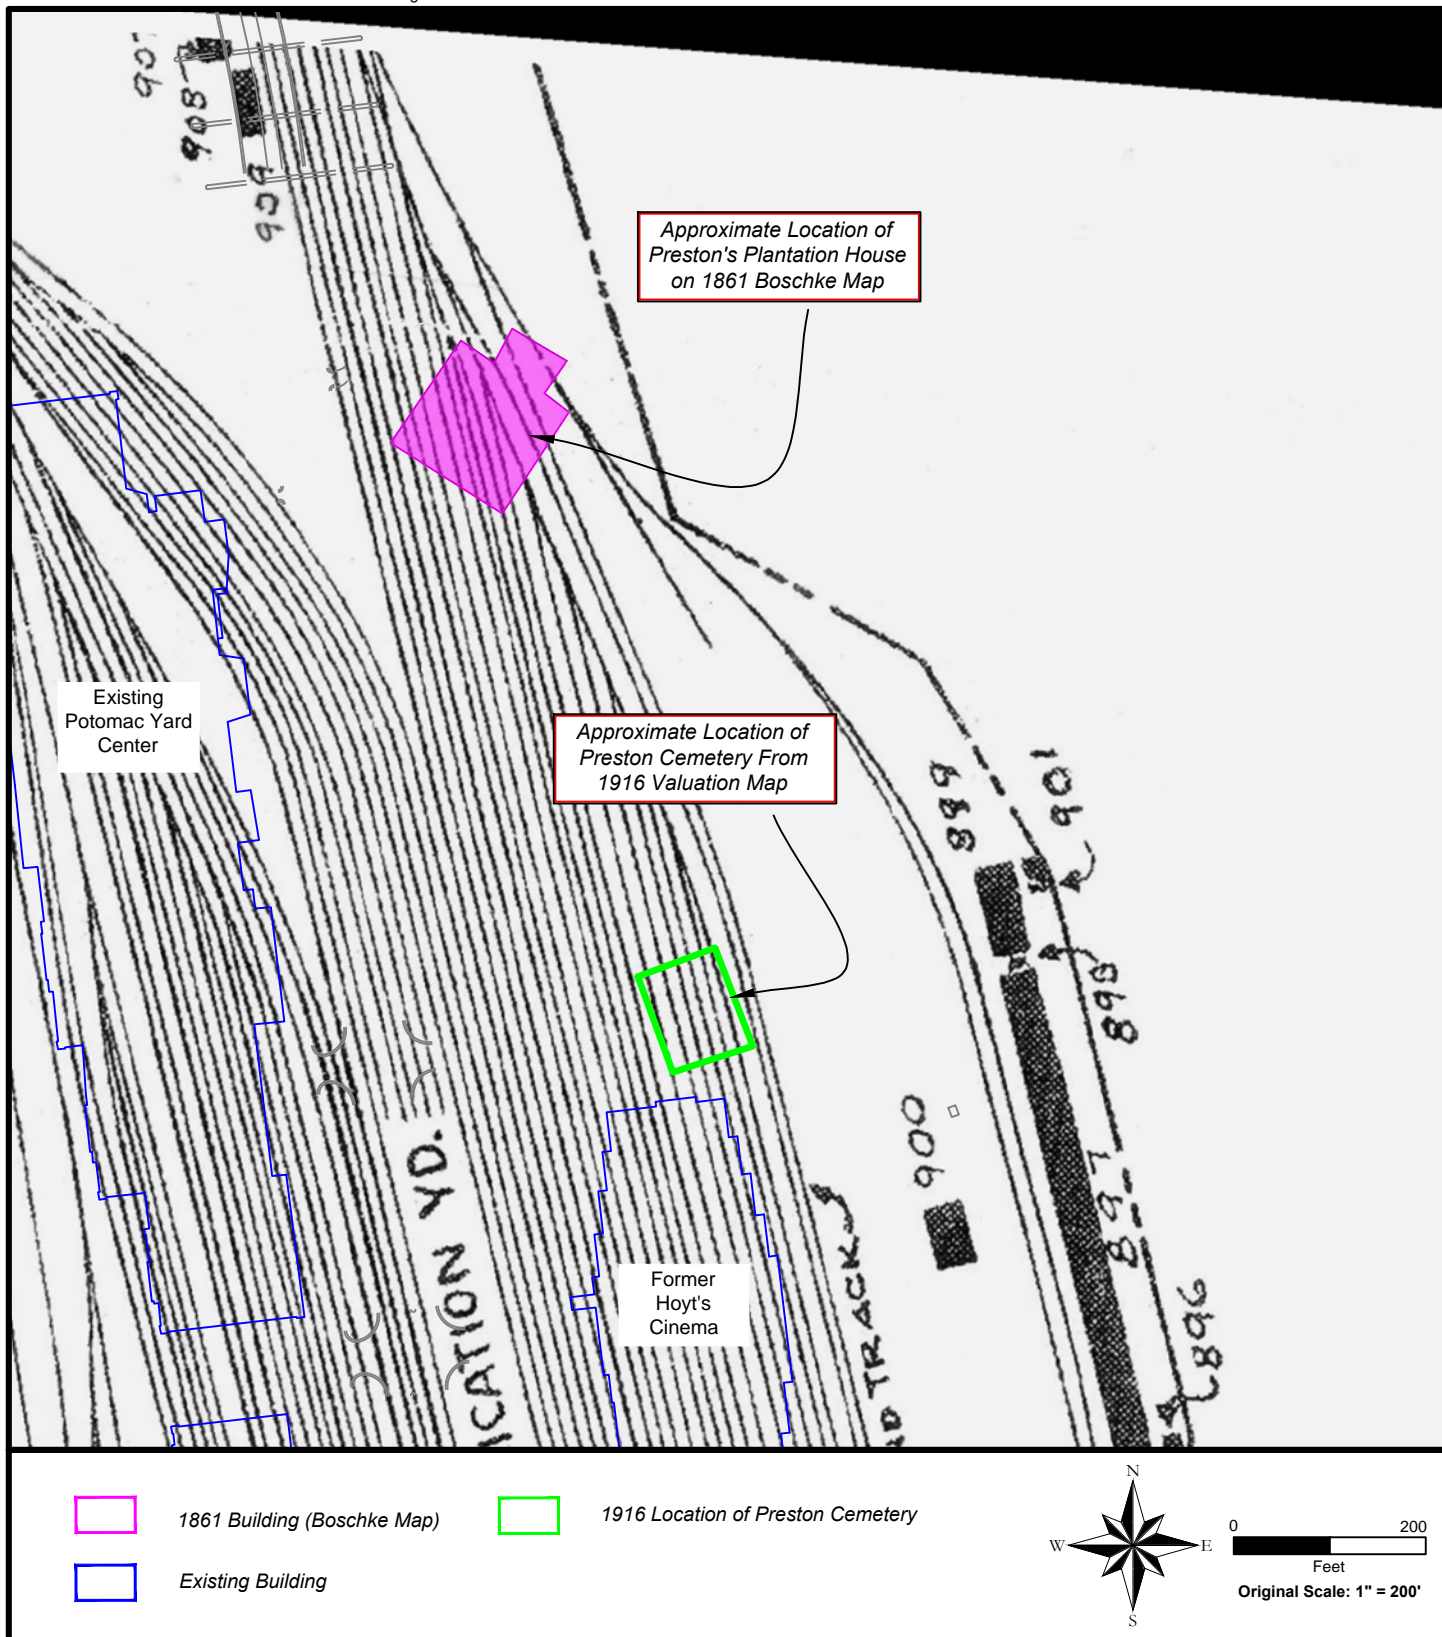 908
909
Approximate Location of
Preston's Plantation House
on 1861 Boschke Map
Existing
Potomac Yard
Center
Approximate Location of
Preston Cemetery From
1916 Valuation Map
899
901
898
900
897
896
ICATION YD.
Former
Hoyt's
Cinema
TRACK
1861 Building (Boschke Map)
1916 Location of Preston Cemetery
Existing Building
N
W
E
S
0 200
Feet
Original Scale: 1" = 200'